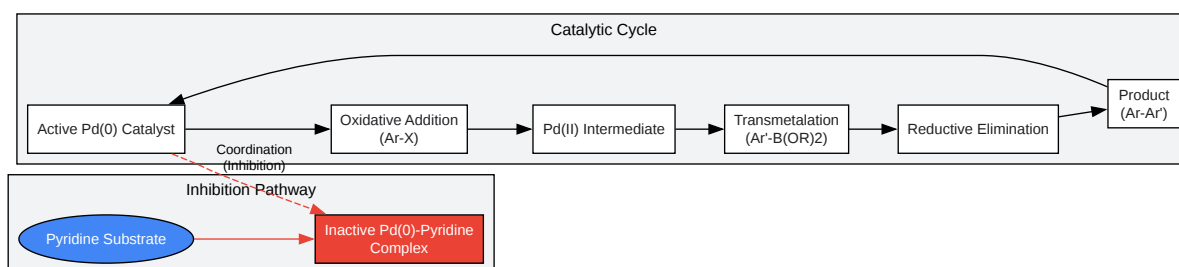 Catalytic Cycle
Active Pd(0) Catalyst
Oxidative Addition
(Ar-X)
Pd(II) Intermediate
Transmetalation
(Ar'-B(OR)2)
Reductive Elimination
Product
(Ar-Ar')
Coordination
(Inhibition)
Inhibition Pathway
Pyridine Substrate
Inactive Pd(0)-Pyridine
Complex